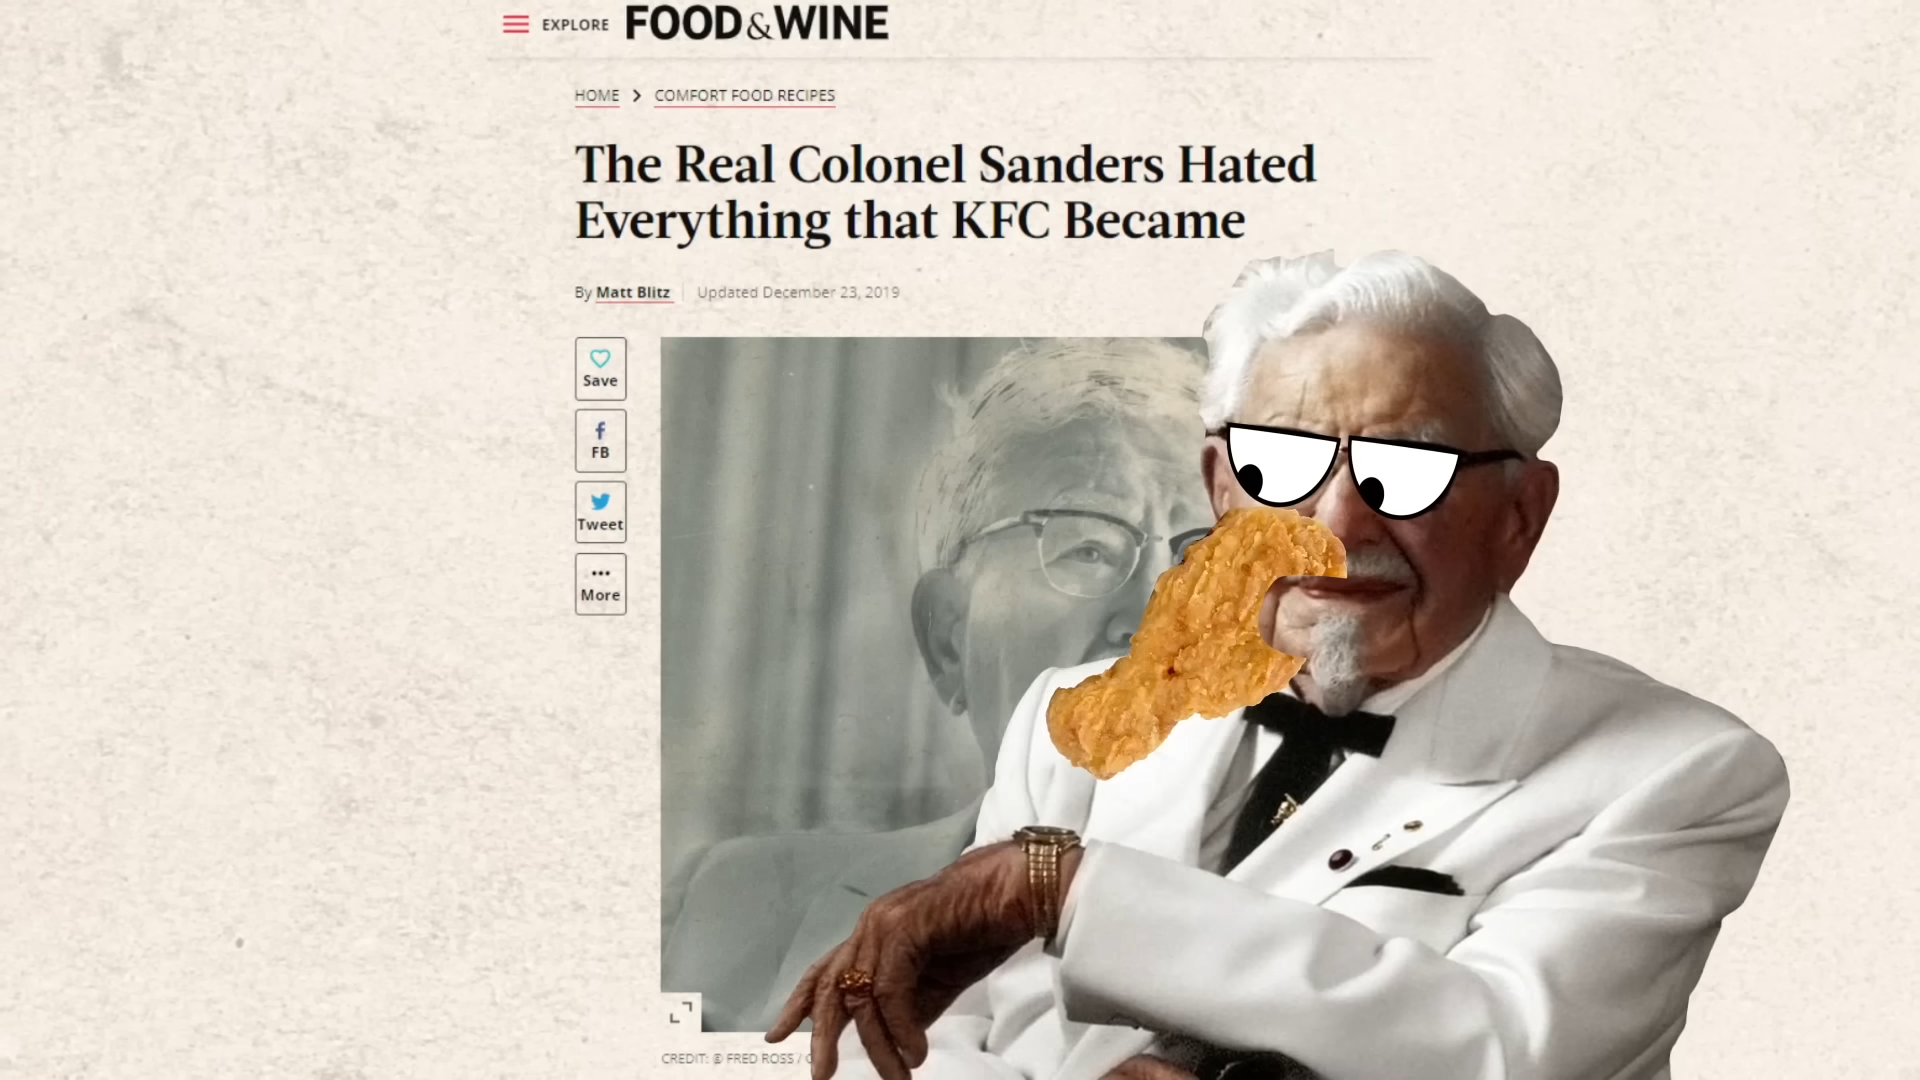 EXPLORE FOOD&WINE
HOME > COMFORT FOOD RECIPES
The Real Colonel Sanders Hated
Everything that KFC Became
By Matt Blitz Updated December 23, 2019
Save
FB
Tweet
More
CREDIT: © FRED ROSS /